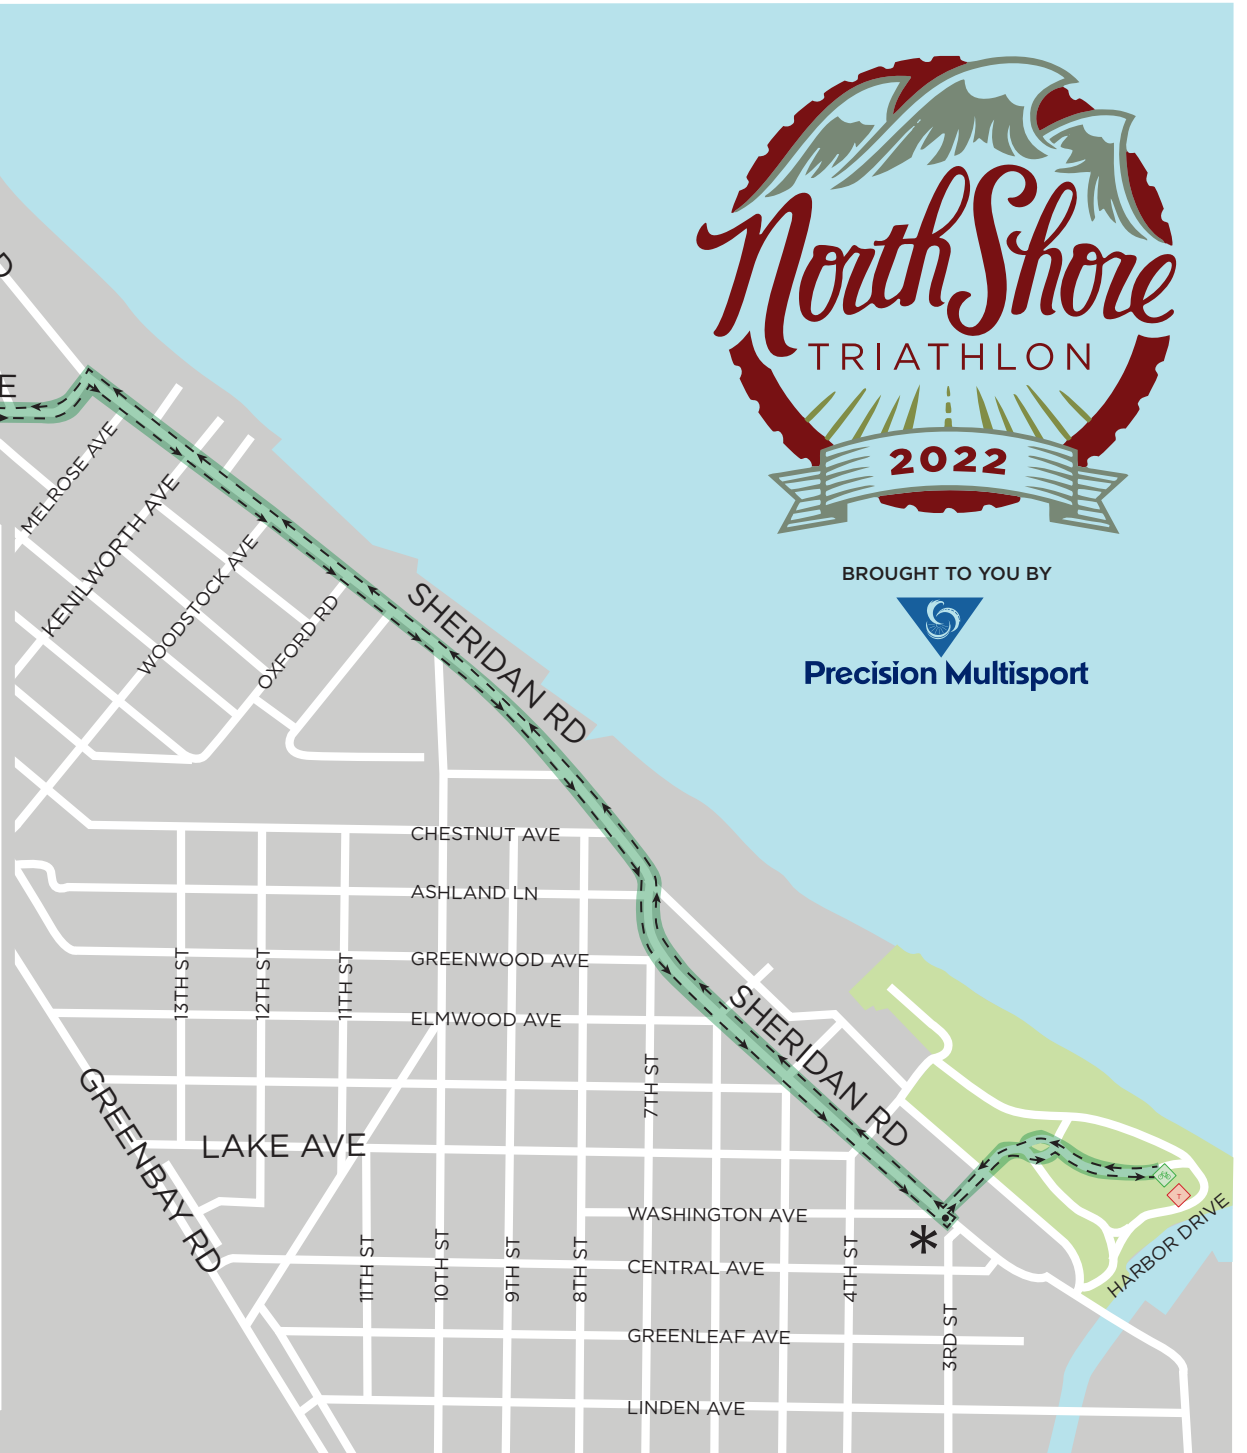 North Shore
TRIATHLON
2022
BROUGHT TO YOU BY
Precision Multisport
E
MELROSE AVE
KENILWORTH AVE
WOODSTOCK AVE
OXFORD RD
SHERIDAN RD
CHESTNUT AVE
ASHLAND LN
GREENWOOD AVE
ELMWOOD AVE
13TH ST
12TH ST
11TH ST
SHERIDAN RD
7TH ST
GREENBAY RD
LAKE AVE
WASHINGTON AVE
*
HARBOR DRIVE
CENTRAL AVE
11TH ST
10TH ST
9TH ST
8TH ST
4TH ST
3RD ST
GREENLEAF AVE
LINDEN AVE